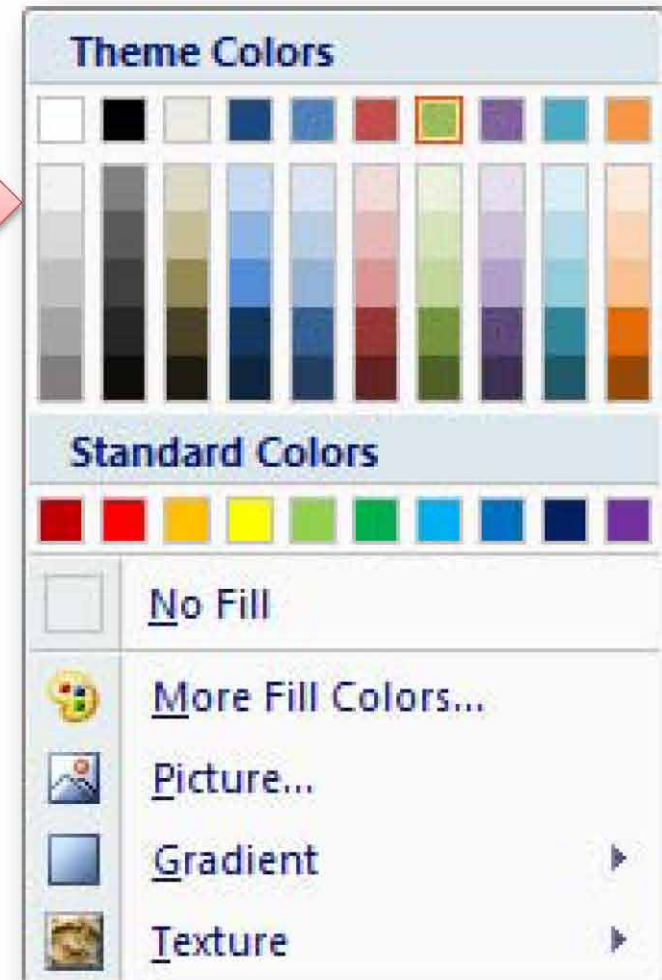 Theme Colors
Standard Colors
No Fill
More Fill Colors...
Picture...
Gradient
Texture